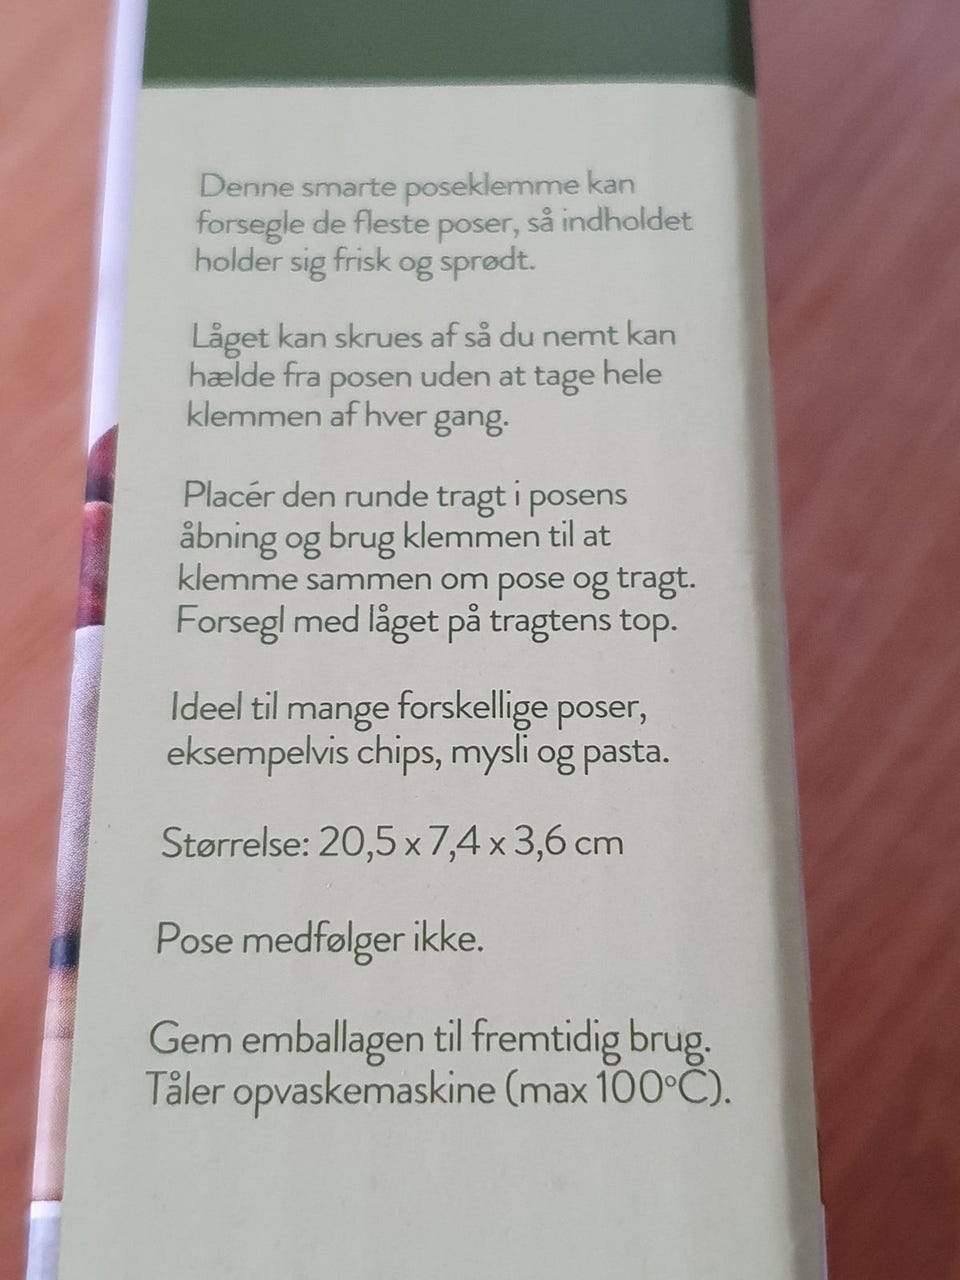 Denne smarte poseklemme kan
forsegle de fleste poser, så indholdet
holder sig frisk og sprødt.
Låget kan skrues af så du nemt kan
hælde fra posen uden at tage hele
klemmen af hver gang.
Placér den runde tragt i posens
åbning og brug klemmen til at
klemme sammen om pose og tragt.
Forsegl med låget på tragtens top.
Ideel til mange forskellige poser,
eksempelvis chips, mysli og pasta.
Størrelse: 20,5 x 7,4 x 3,6 cm
Pose medfølger ikke.
Gem emballagen til fremtidig brug.
Tåler opvaskemaskine (max 100°C).